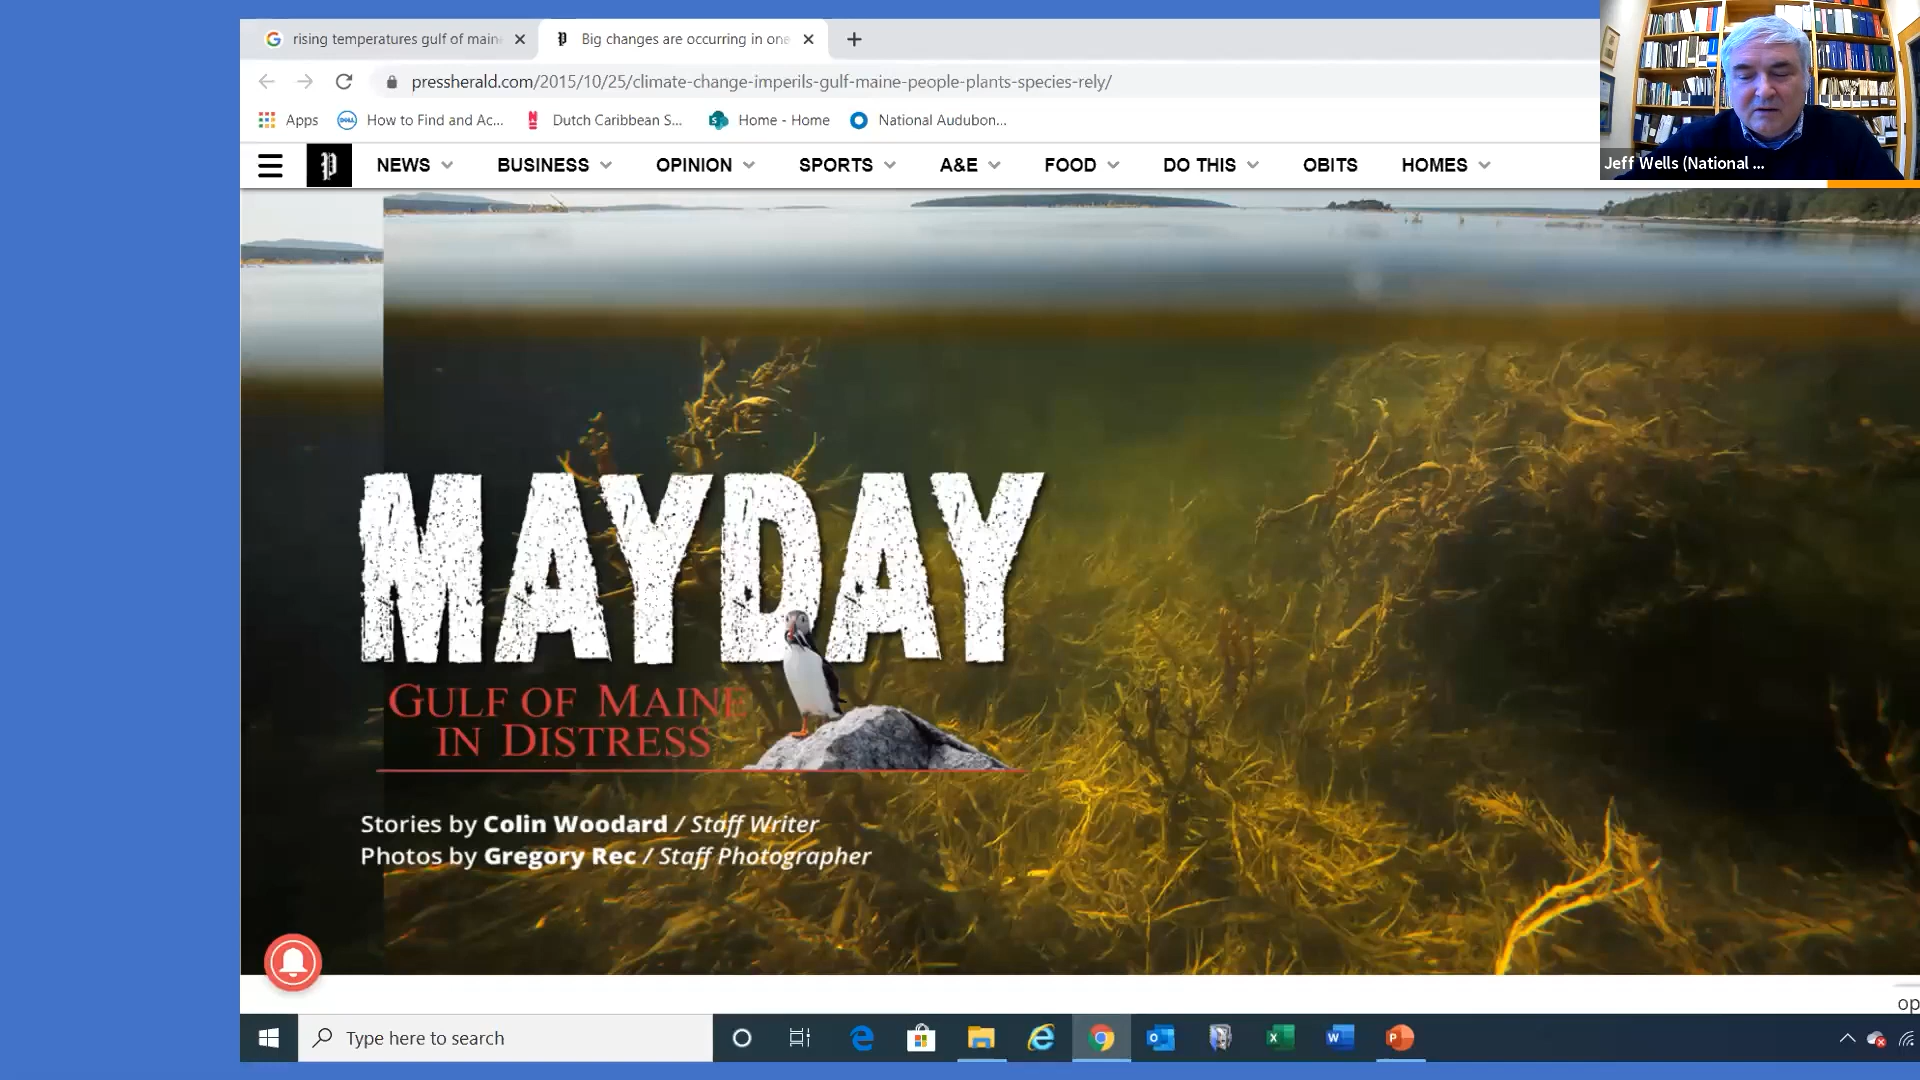 rising temperatures gulf of main
Big changes are occurring in one
pressherald.com/2015/10/25/climate-change-imperils-gulf-maine-people-plants-species-rely/
Apps
How to Find and Ac...
Dutch Caribbean S...
Home - Home
National Audubon...
Jeff Wells (National ...
NEWS
BUSINESS
OPINION
SPORTS
A&E
FOOD
DO THIS
OBITS
HOMES
MAYDAY
GULF OF MAINE
IN DISTRESS
Stories by Colin Woodard / Staff Writer
Photos by Gregory Rec / Staff Photographer
op
Type here to search